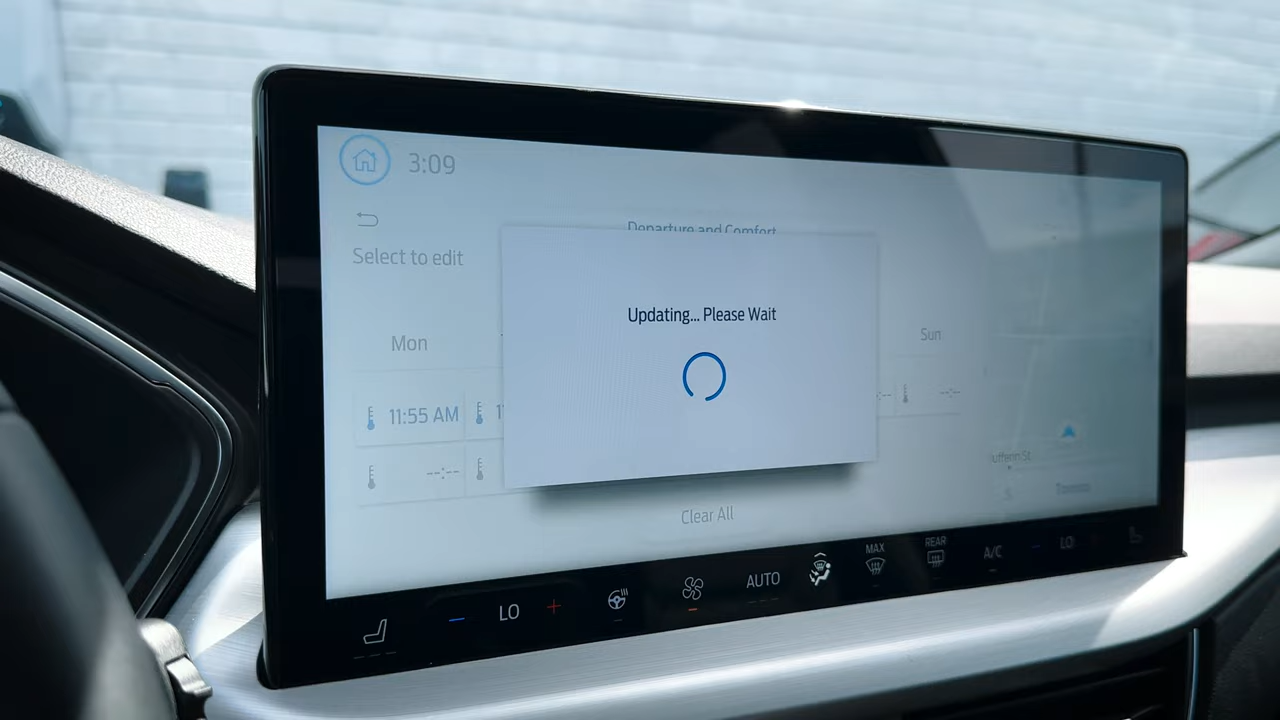 3:09
Departure and Comfort
Select to edit
Updating... Please Wait
Mon
Sun
11:55 AM
--:--
--:--
Clear All
LO
AUTO
MAX
REAR
A/C
LO